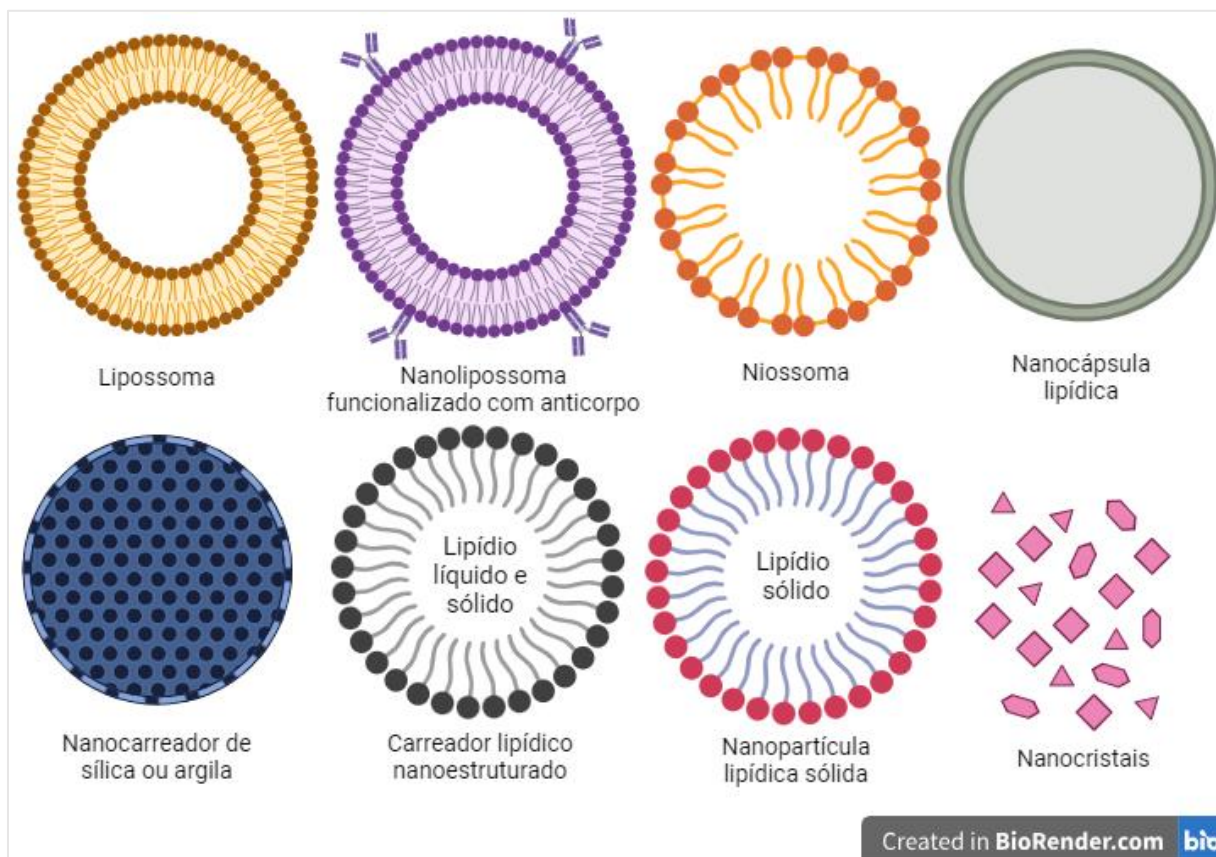 Lipossoma
Nanolipossoma
funcionalizado com anticorpo
Niossoma
Nanocápsula
lipídica
Lipídio
líquido e
sólido
Lipídio
sólido
Nanocarreador de
sílica ou argila
Carreador lipídico
nanoestruturado
Nanopartícula
lipídica sólida
Nanocristais
Created in BioRender.com bio